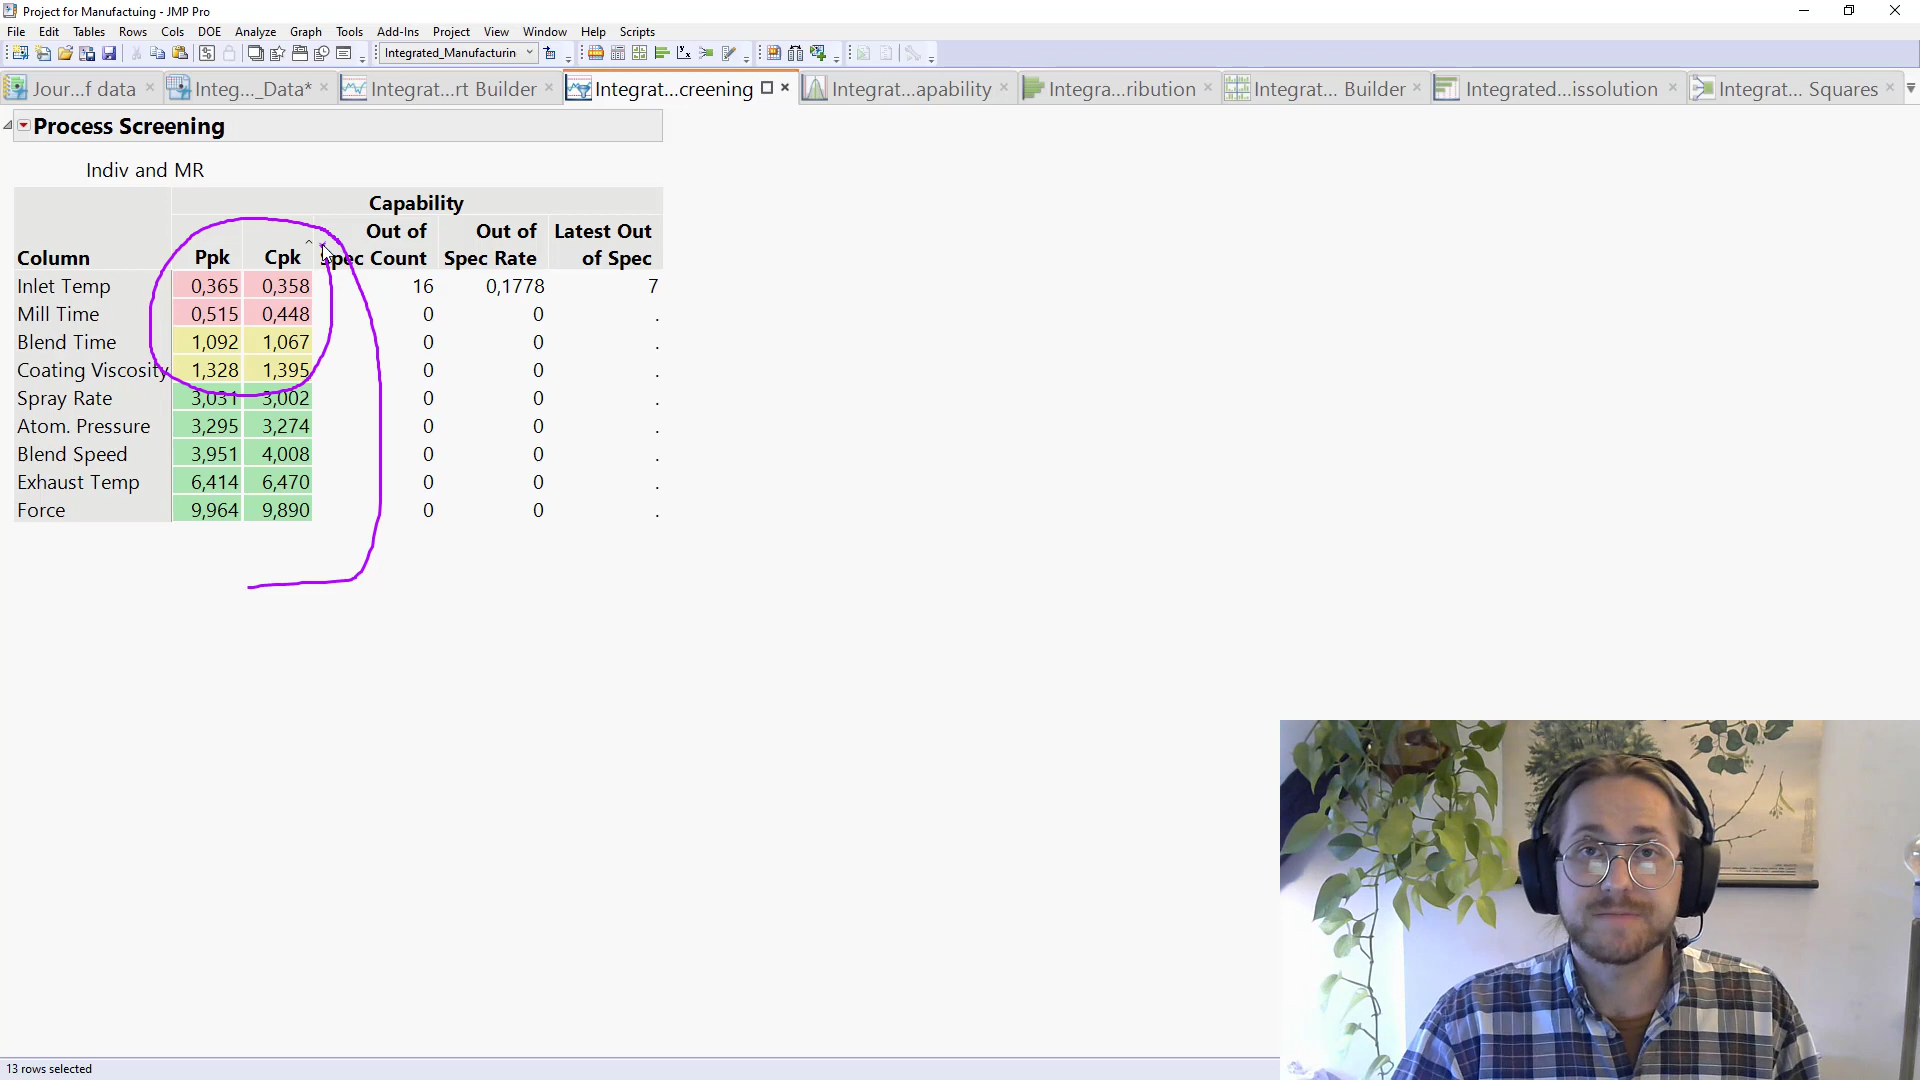 Project for Manufactuing - JMP Pro
File Edit Tables Rows Cols DOE Analyze Graph Tools Add-Ins Project View Window Help Scripts
Integrated_Manufacturin
Jour...f data Integ..._Data* Integrat...rt Builder Integrat...creening Integrat...apability Integra...ribution Integrat... Builder Integrated...issolution Integrat... Squares
Process Screening
Indiv and MR
Capability
Column Ppk Cpk Out of Spec Count Out of Spec Rate Latest Out of Spec
Inlet Temp 0,365 0,358 16 0,1778 7
Mill Time 0,515 0,448 0 0 .
Blend Time 1,092 1,067 0 0 .
Coating Viscosity 1,328 1,395 0 0 .
Spray Rate 3,031 3,002 0 0 .
Atom. Pressure 3,295 3,274 0 0 .
Blend Speed 3,951 4,008 0 0 .
Exhaust Temp 6,414 6,470 0 0 .
Force 9,964 9,890 0 0 .
13 rows selected